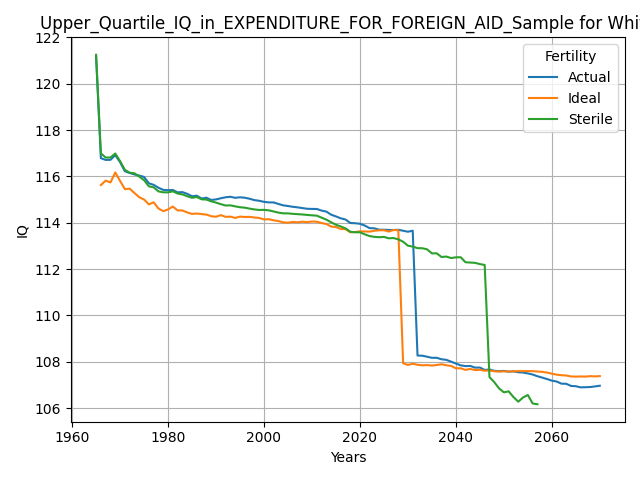 Upper_Quartile_IQ_in_EXPENDITURE_FOR_FOREIGN_AID_Sample for Whi
122
120
118
116
114
112
110
108
106
IQ
Fertility
Actual
Ideal
Sterile
1960 1980 2000 2020 2040 2060
Years